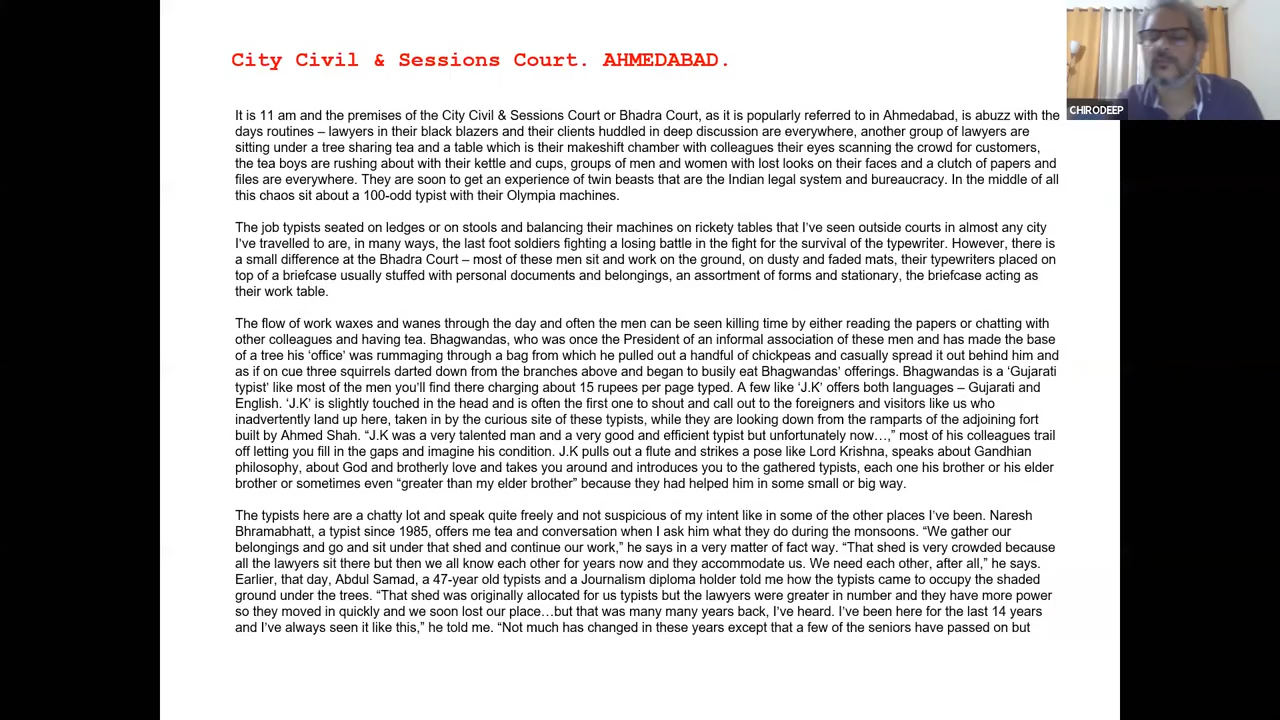 City Civil & Sessions Court. AHMEDABAD.
CHIRODEEP
It is 11 am and the premised of the City Civil & Sessions Court or Bhadra Court, as it is popularly referred to in Ahmedabad, is abuzz with the
days routines – lawyers in their black blazers and their clients huddled in deep discussion are everywhere, another group of lawyers are
sitting under a tree sharing tea and a table which is their makeshift chamber with colleagues their eyes scanning the crowd for customers,
the tea boys are rushing about with their kettle and cups, groups of men and women with lost looks on their faces and a clutch of papers and
files are everywhere. They are soon to get an experience of twin beasts that are the Indian legal system and bureaucracy. In the middle of all
this chaos sit about a 100-odd typist with their Olympia machines.
The job typists seated on ledges or on stools and balancing their machines on rickety tables that I've seen outside courts in almost any city
I've travelled to are, in many ways, the last foot soldiers fighting a losing battle in the fight for the survival of the typewriter. However, there is
a small difference at the Bhadra Court – most of these men sit and work on the ground, on dusty and faded mats, their typewriters placed on
top of a briefcase usually stuffed with personal documents and belongings, an assortment of forms and stationary, the briefcase acting as
their work table.
The flow of work waxes and wanes through the day and often the men can be seen killing time by either reading the papers or chatting with
other colleagues and having tea. Bhagwandas, who was once the President of an informal association of these men and has made the base
of a tree his ‘office’ was rummaging through a bag from which he pulled out a handful of chickpeas and casually spread it out behind him and
as if on cue three squirrels darted down from the branches above and began to busily eat Bhagwandas’ offerings. Bhagwandas is a ‘Gujarati
typist’ like most of the men you’ll find there charging about 15 rupees per page typed. A few like ‘J.K’ offers both languages – Gujarati and
English. ‘J.K’ is slightly touched in the head and is often the first one to shout and call out to the foreigners and visitors like us who
inadvertently land up here, taken in by the curious site of these typists, while they are looking down from the ramparts of the adjoining fort
built by Ahmed Shah. “J.K was a very talented man and a very good and efficient typist but unfortunately now…,” most of his colleagues trail
off letting you fill in the gaps and imagine his condition. J.K pulls out a flute and strikes a pose like Lord Krishna, speaks about Gandhian
philosophy, about God and brotherly love and takes you around and introduces you to the gathered typists, each one his brother or his elder
brother or sometimes even “greater than my elder brother” because they had helped him in some small or big way.
The typists here are a chatty lot and speak quite freely and not suspicious of my intent like in some of the other places I’ve been. Naresh
Bhramabhatt, a typist since 1985, offers me tea and conversation when I ask him what they do during the monsoons. “We gather our
belongings and go and sit under that shed and continue our work,” he says in a very matter of fact way. “That shed is very crowded because
all the lawyers sit there but then we all know each other for years now and they accommodate us. We need each other, after all,” he says.
Earlier, that day, Abdul Samad, a 47-year old typists and a Journalism diploma holder told me how the typists came to occupy the shaded
ground under the trees. “That shed was originally allocated for us typists but the lawyers were greater in number and they have more power
so they moved in quickly and we soon lost our place…but that was many many years back, I’ve heard. I’ve been here for the last 14 years
and I’ve always seen it like this,” he told me. “Not much has changed in these years except that a few of the seniors have passed on but